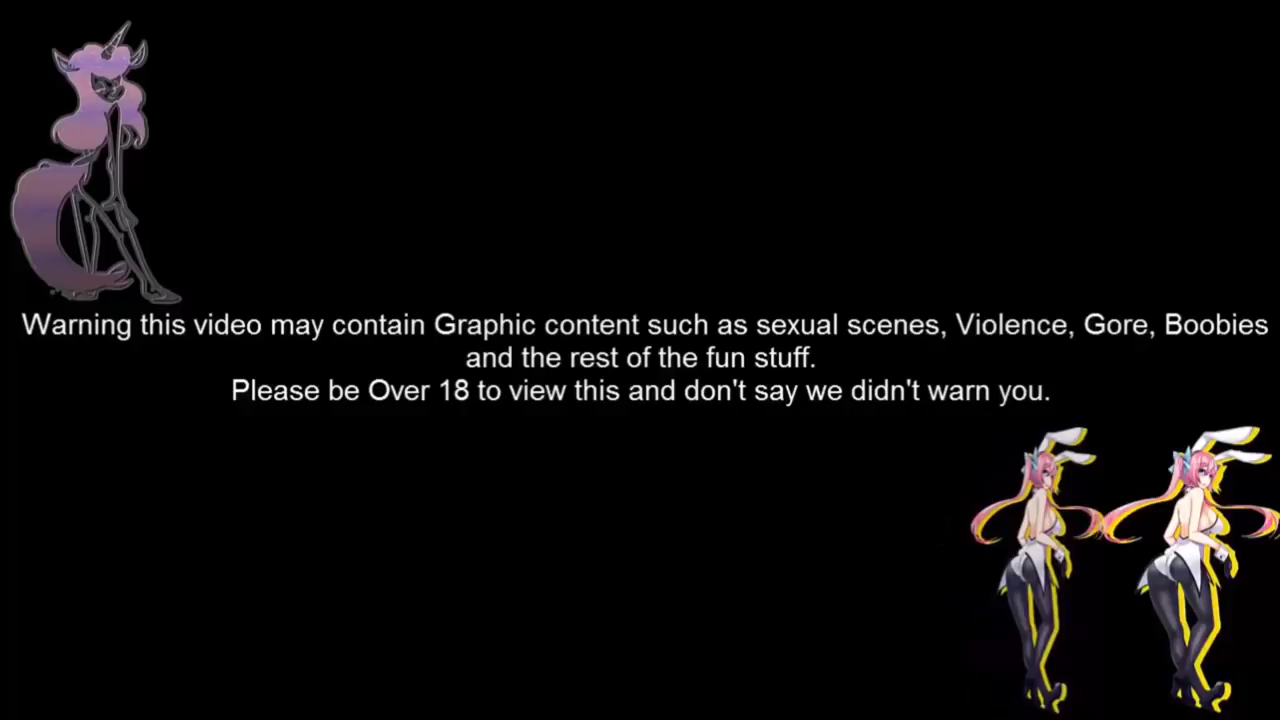 Warning this video may contain Graphic content such as sexual scenes, Violence, Gore, Boobies
and the rest of the fun stuff.
Please be Over 18 to view this and don't say we didn't warn you.